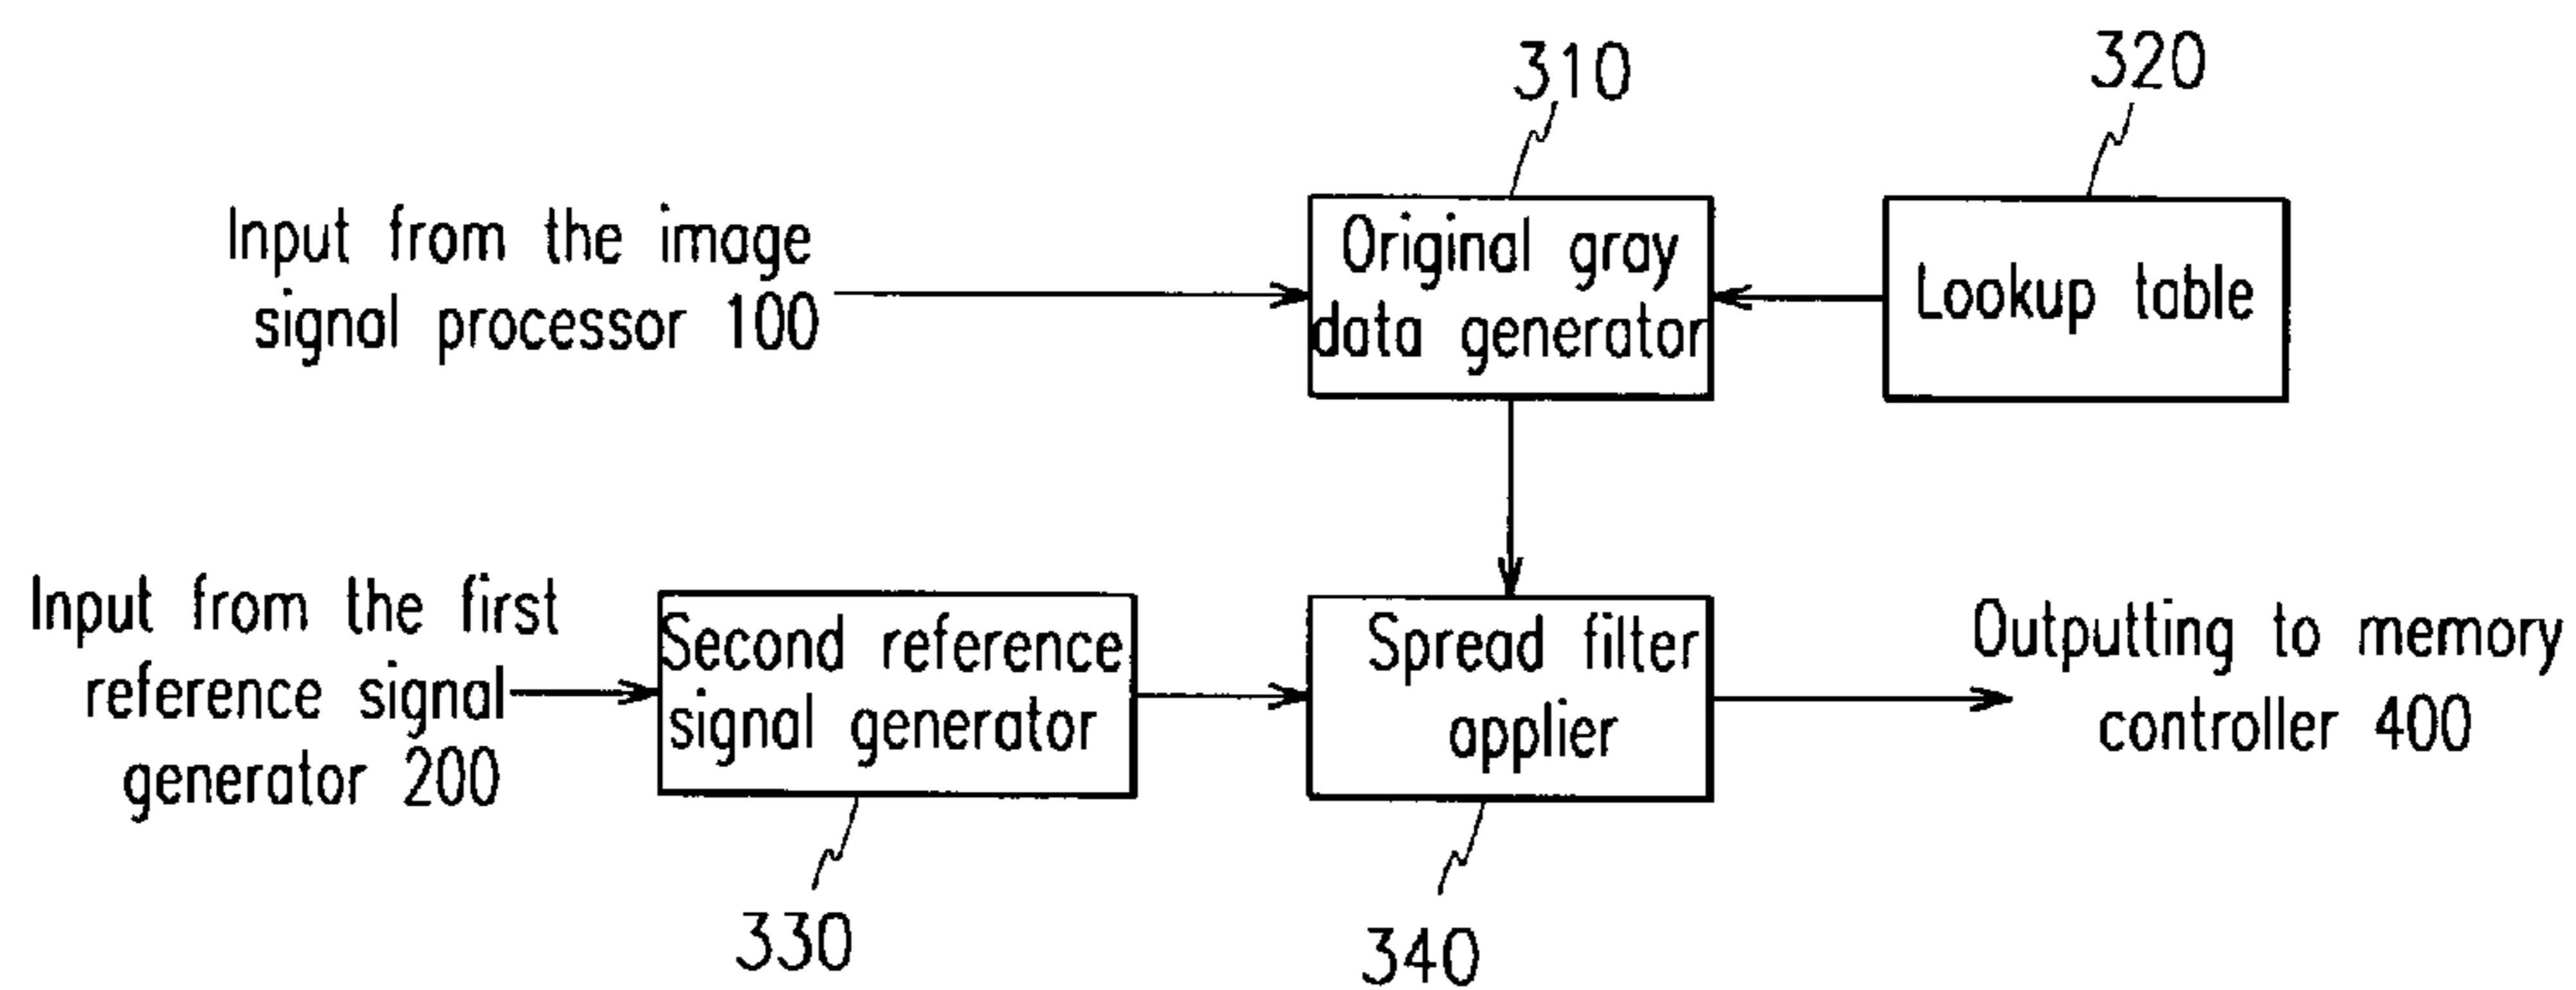 310
320
Input from the image
signal processor 100
Original gray
data generator
Lookup table
Input from the first
reference signal
generator 200
Second reference
signal generator
Spread filter
applier
Outputting to memory
controller 400
330
340